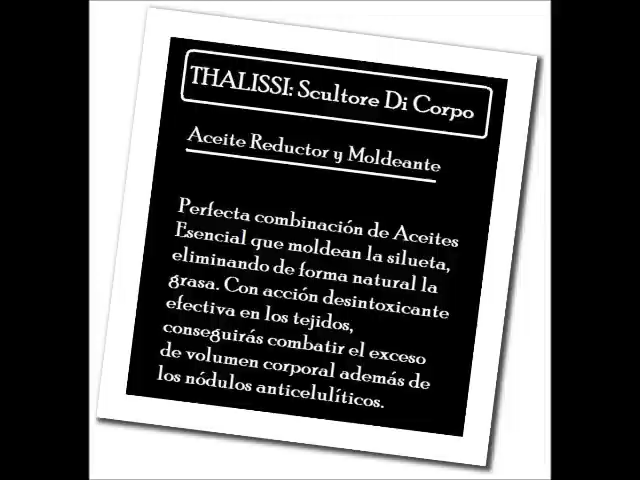 THALISSI: Scultore Di Corpo
Aceite Reductor y Moldeante
Perfecta combinación de Aceites
Esencial que moldean la silueta,
eliminando de forma natural la
grasa. Con acción desintoxicante
efectiva en los tejidos,
conseguirás combatir el exceso
de volumen corporal además de
los nódulos anticelulíticos.